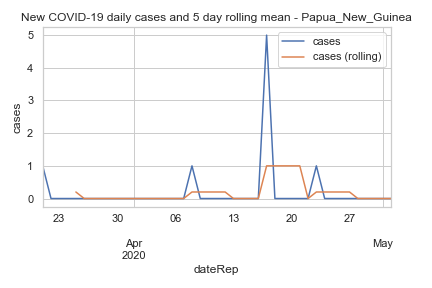 New COVID-19 daily cases and 5 day rolling mean - Papua_New_Guinea
cases
cases (rolling)
5
4
3
2
1
0
cases
23 30 06 13 20 27
Apr May
2020
dateRep